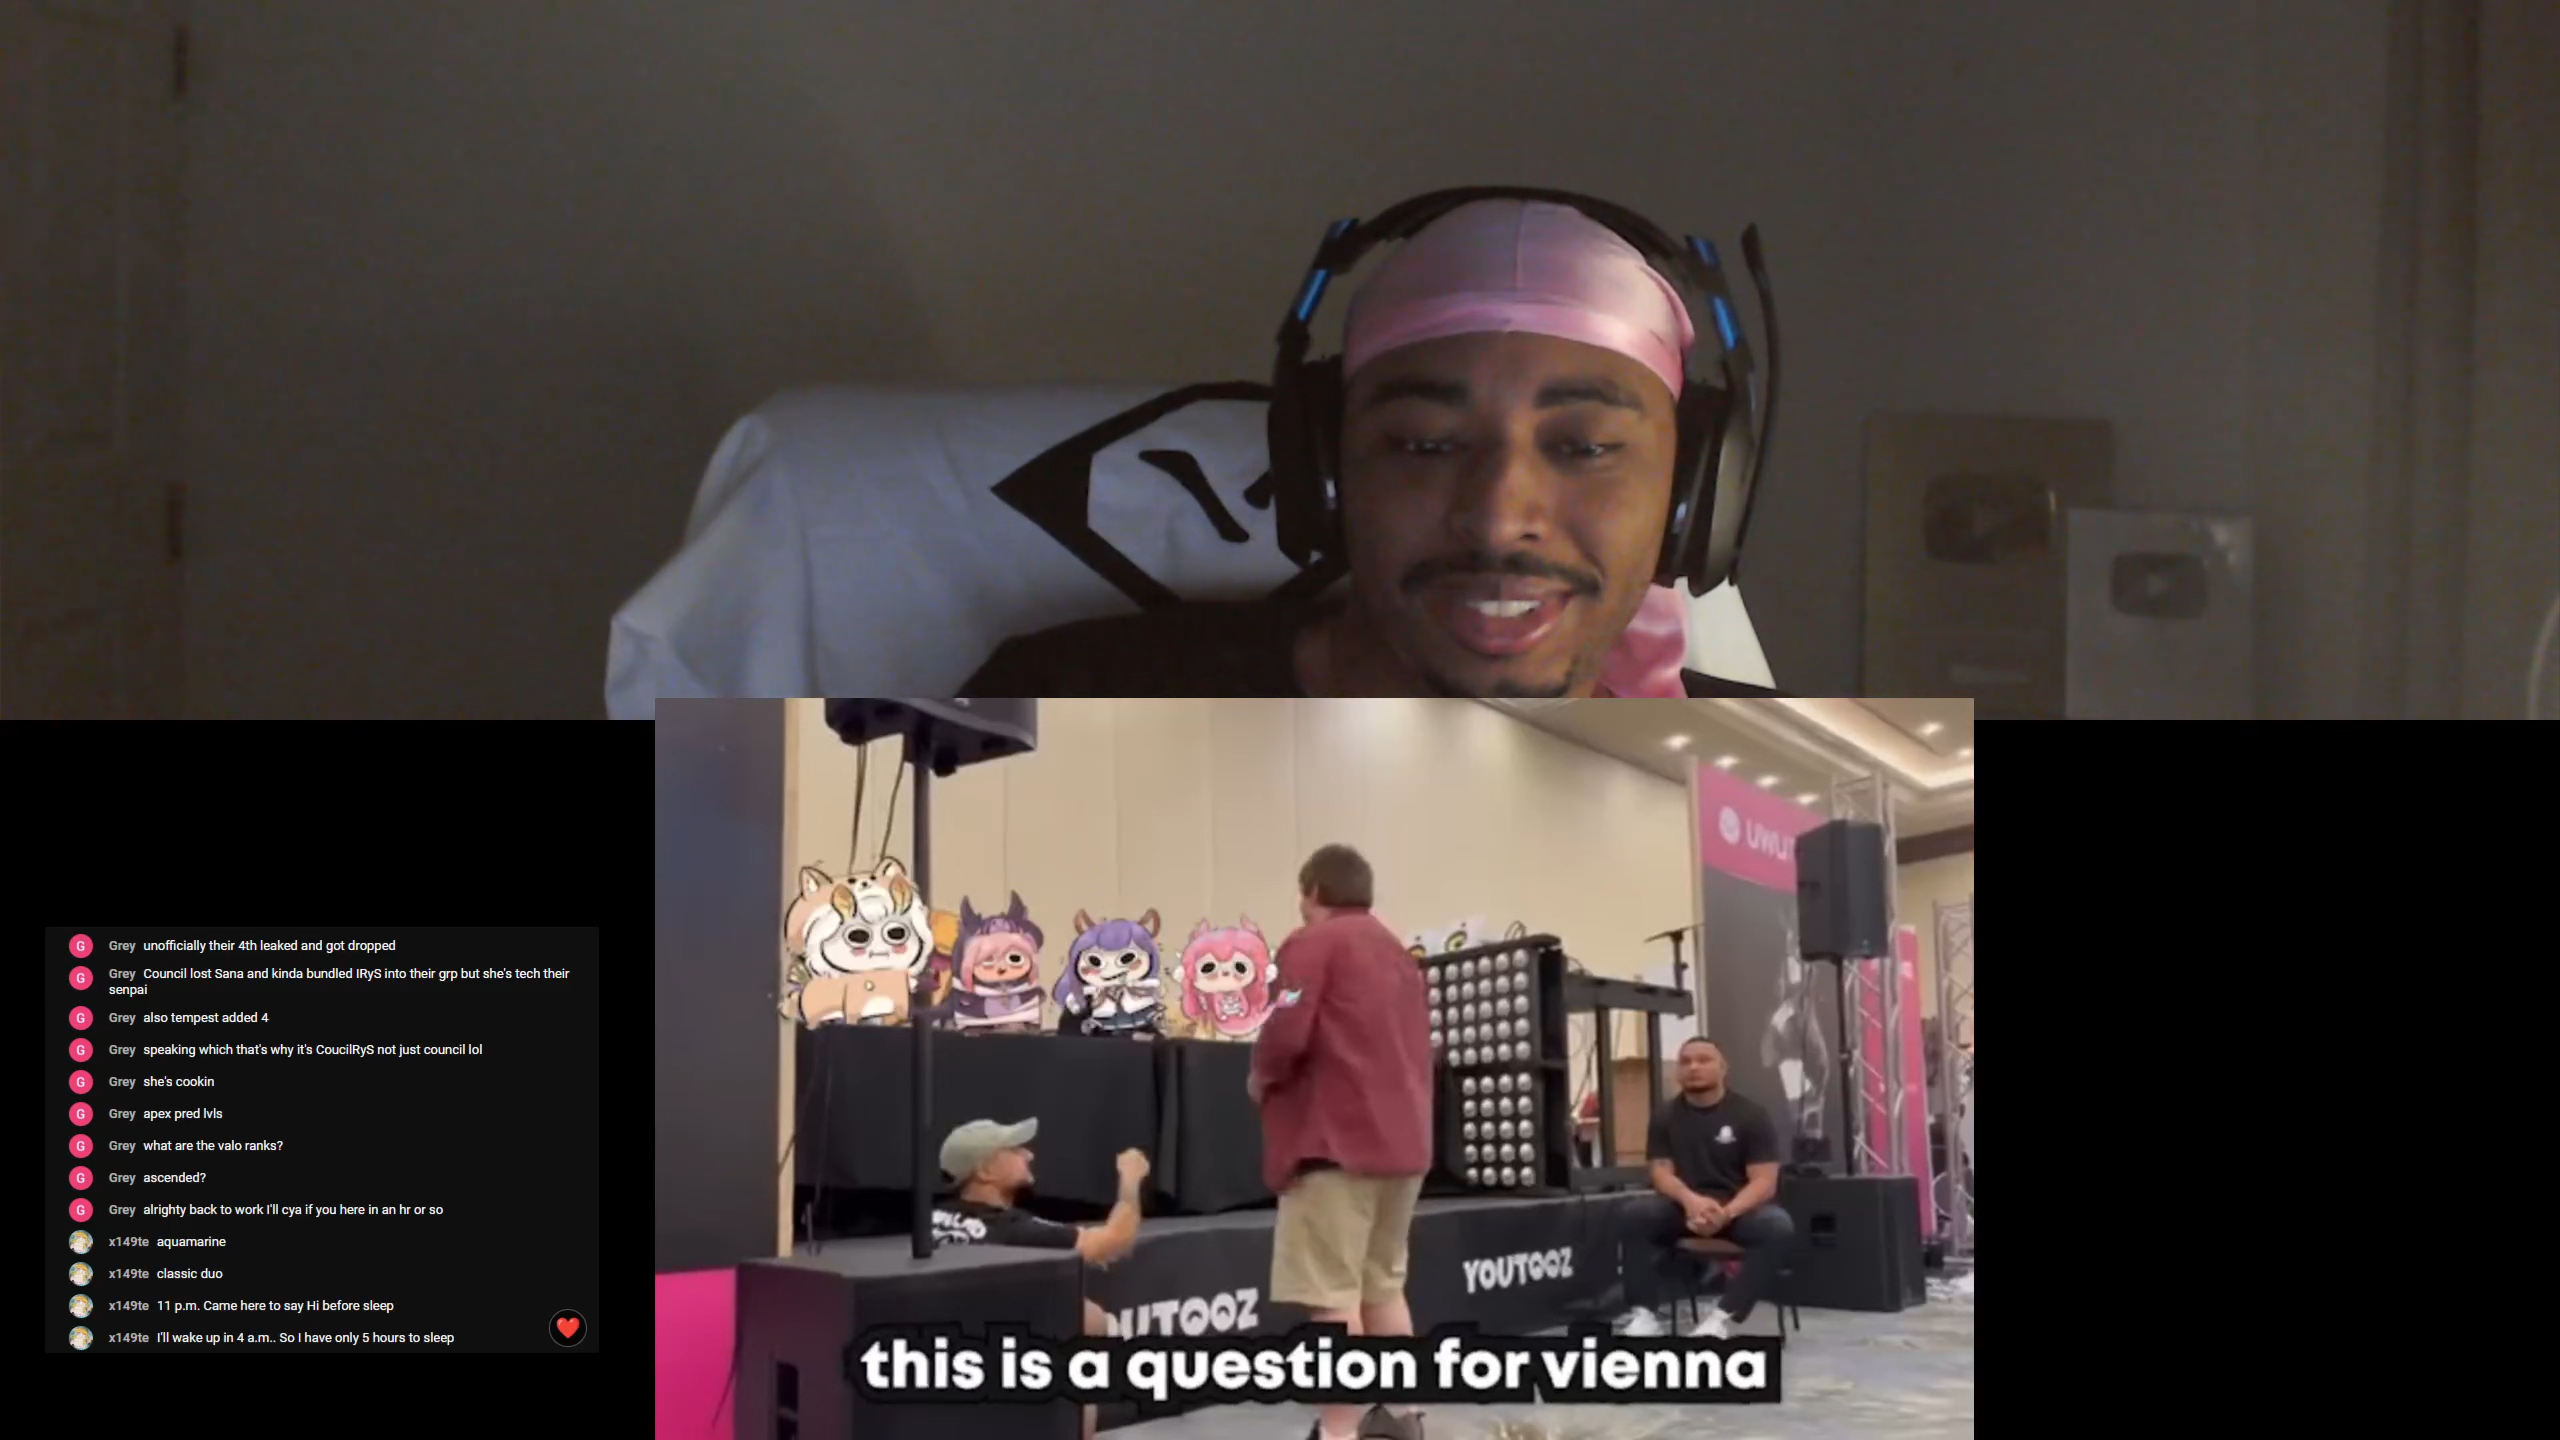 G Grey unofficially their 4th leaked and got dropped
G Grey Council lost Sana and kinda bundled IRyS into their grp but she's tech their
senpai
G Grey also tempest added 4
G Grey speaking which that's why it's CoucilRyS not just council lol
G Grey she's cookin
G Grey apex pred lvls
G Grey what are the valo ranks?
G Grey ascended?
G Grey alrighty back to work I'll cya if you here in an hr or so
x149te aquamarine
x149te classic duo
x149te 11 p.m. Came here to say Hi before sleep
x149te I'll wake up in 4 a.m.. So I have only 5 hours to sleep
YOUTOOZ
this is a question for vienna